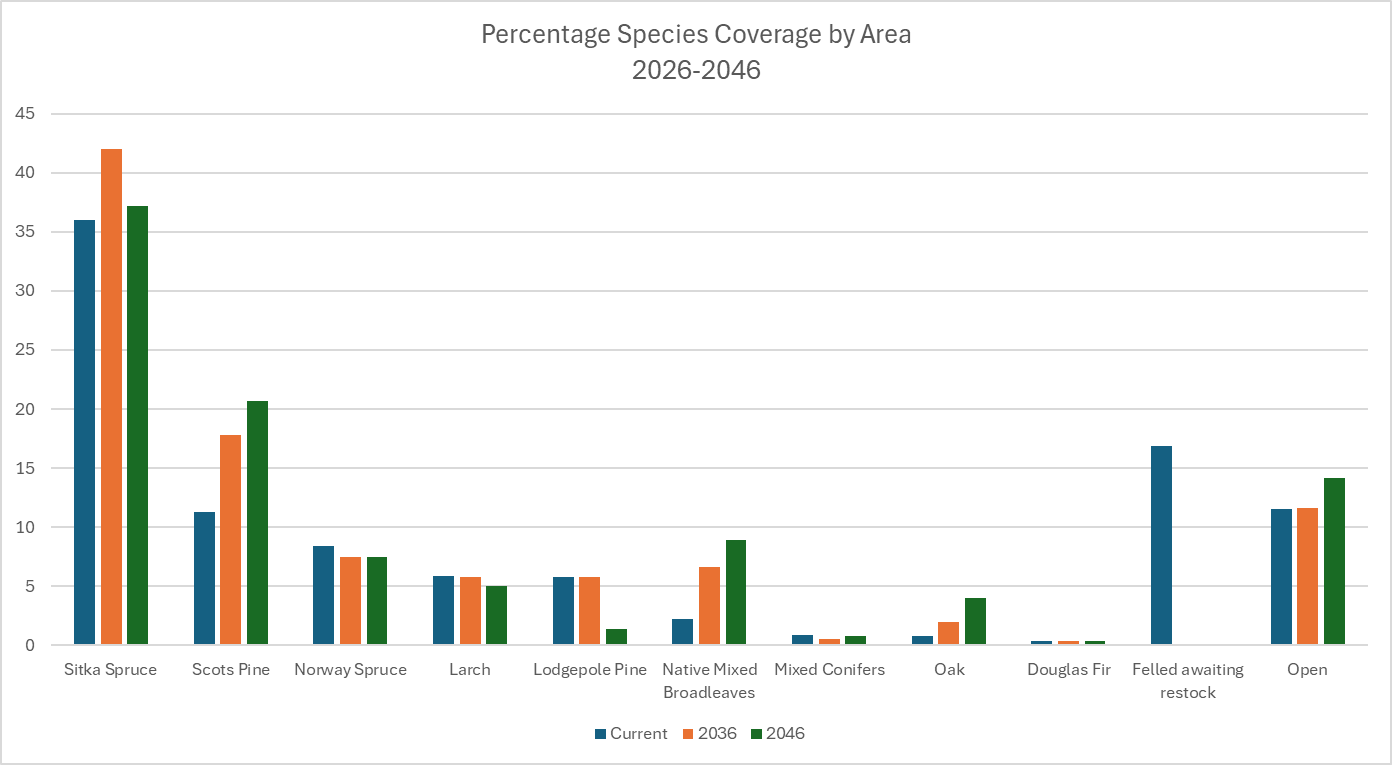 Percentage Species Coverage by Area
2026-2046
45
40
35
30
25
20
15
10
5
0
Sitka Spruce
Scots Pine
Norway Spruce
Larch
Lodgepole Pine
Native Mixed
Broadleaves
Mixed Conifers
Oak
Douglas Fir
Felled awaiting
restock
Open
Current
2036
2046